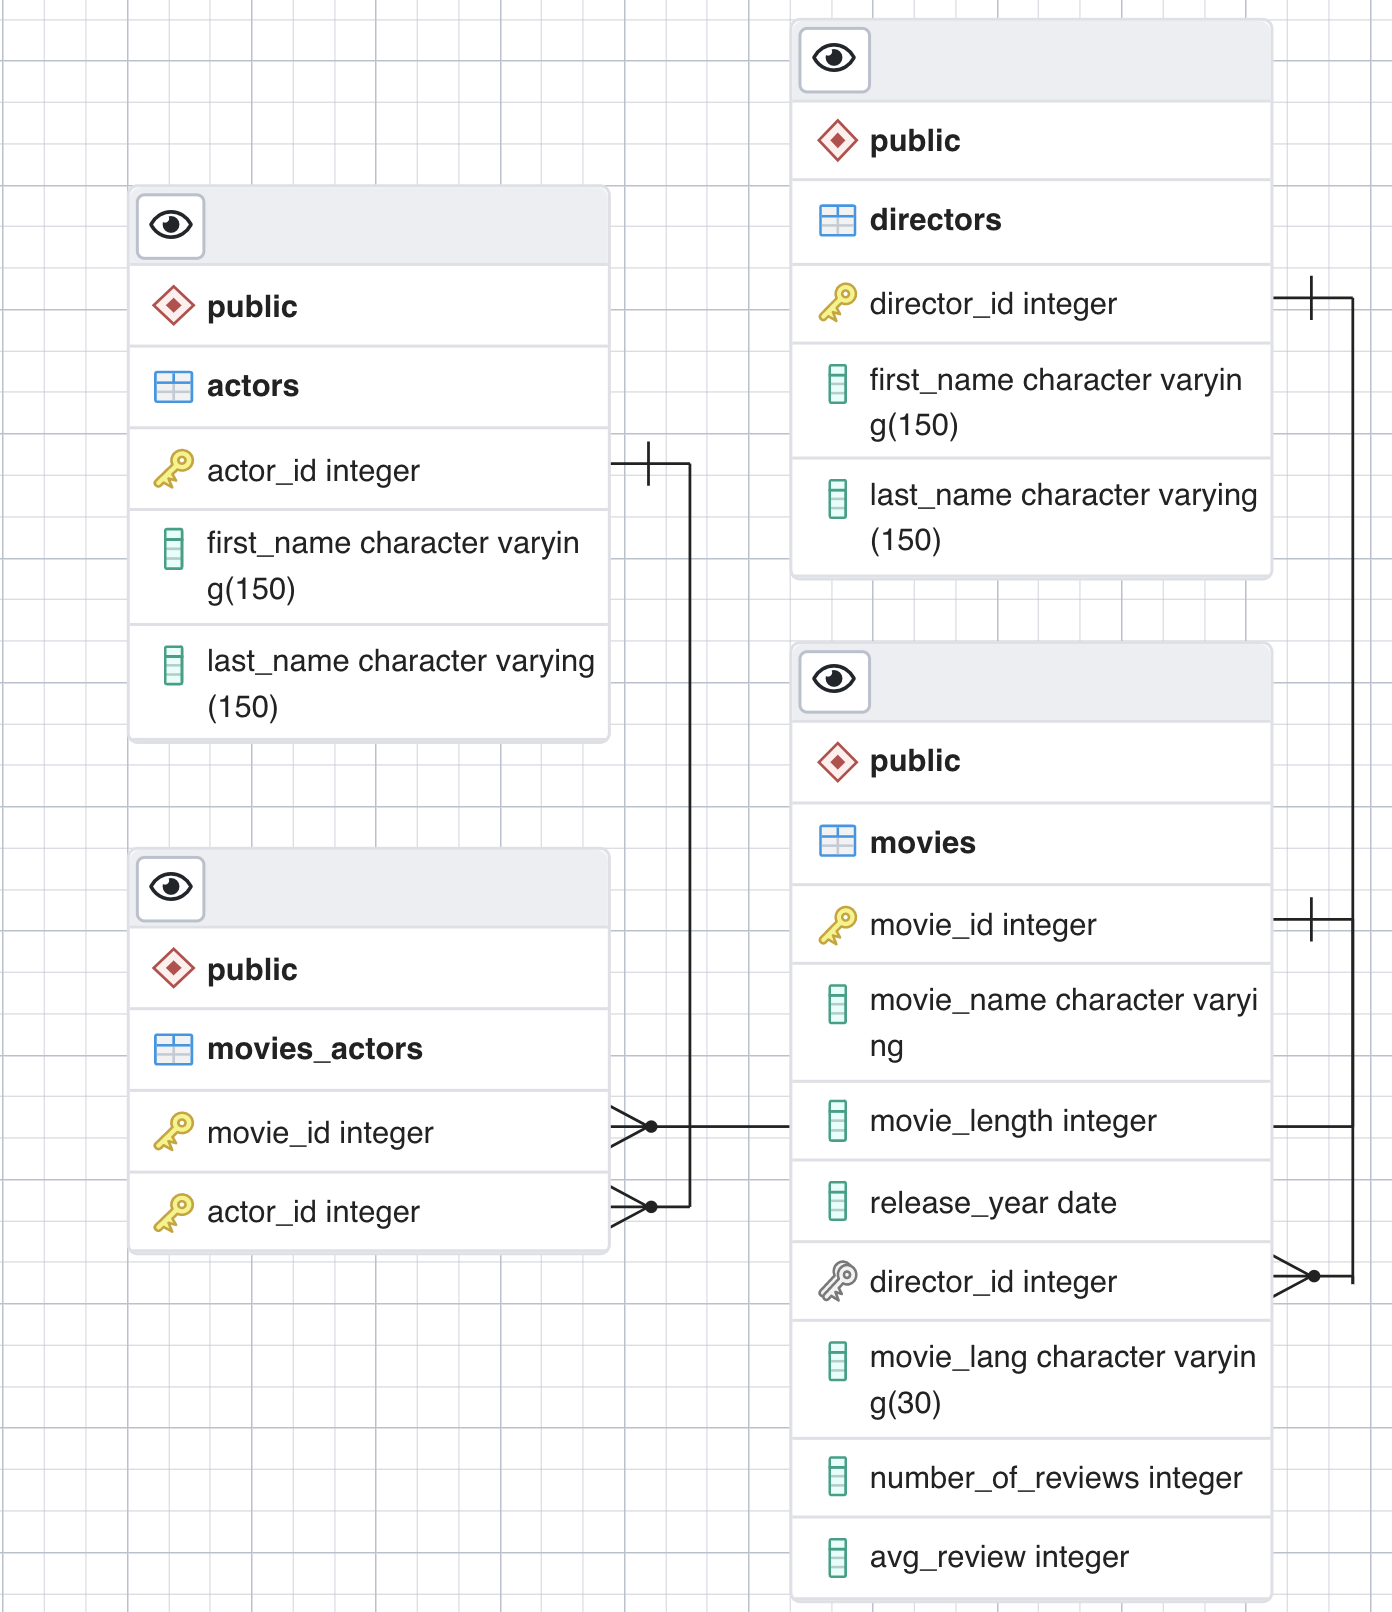 public
directors
director_id integer
first_name character varyin
g(150)
last_name character varying
(150)
public
actors
actor_id integer
first_name character varyin
g(150)
last_name character varying
(150)
public
movies
movie_id integer
movie_name character varyi
ng
movie_length integer
release_year date
director_id integer
movie_lang character varyin
g(30)
number_of_reviews integer
avg_review integer
public
movies_actors
movie_id integer
actor_id integer